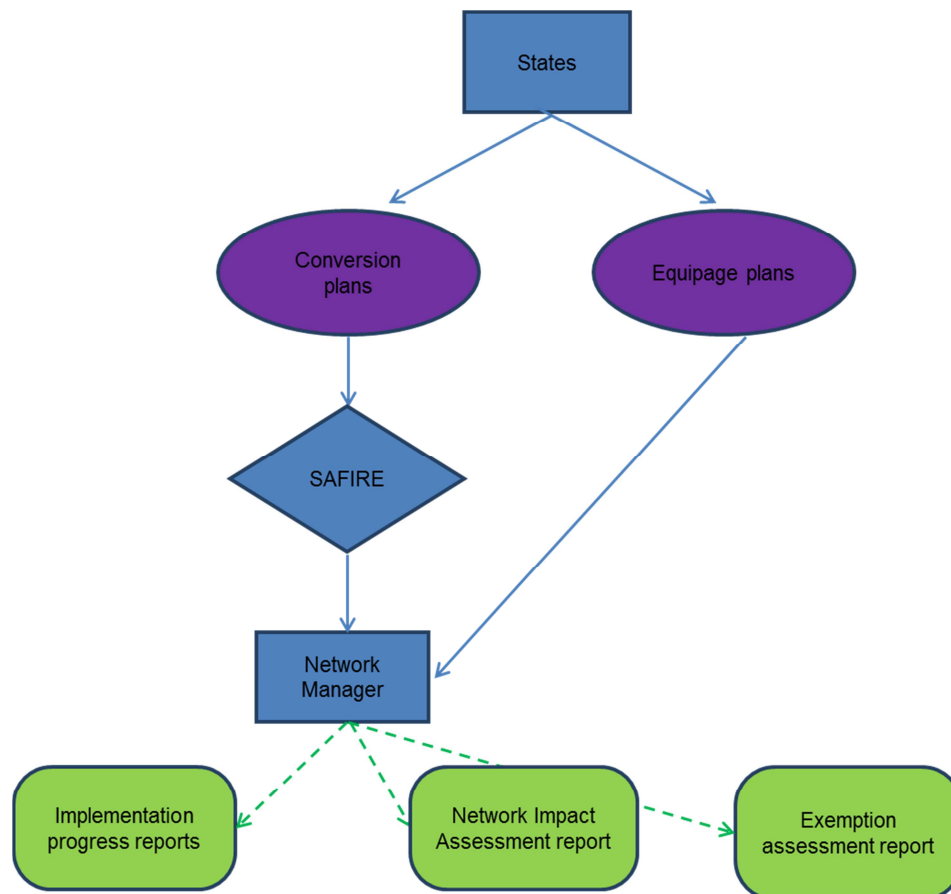 States
Conversion
plans
Equipage plans
SAFIRE
Network
Manager
Implementation
progress reports
Network Impact
Assessment report
Exemption
assessment report